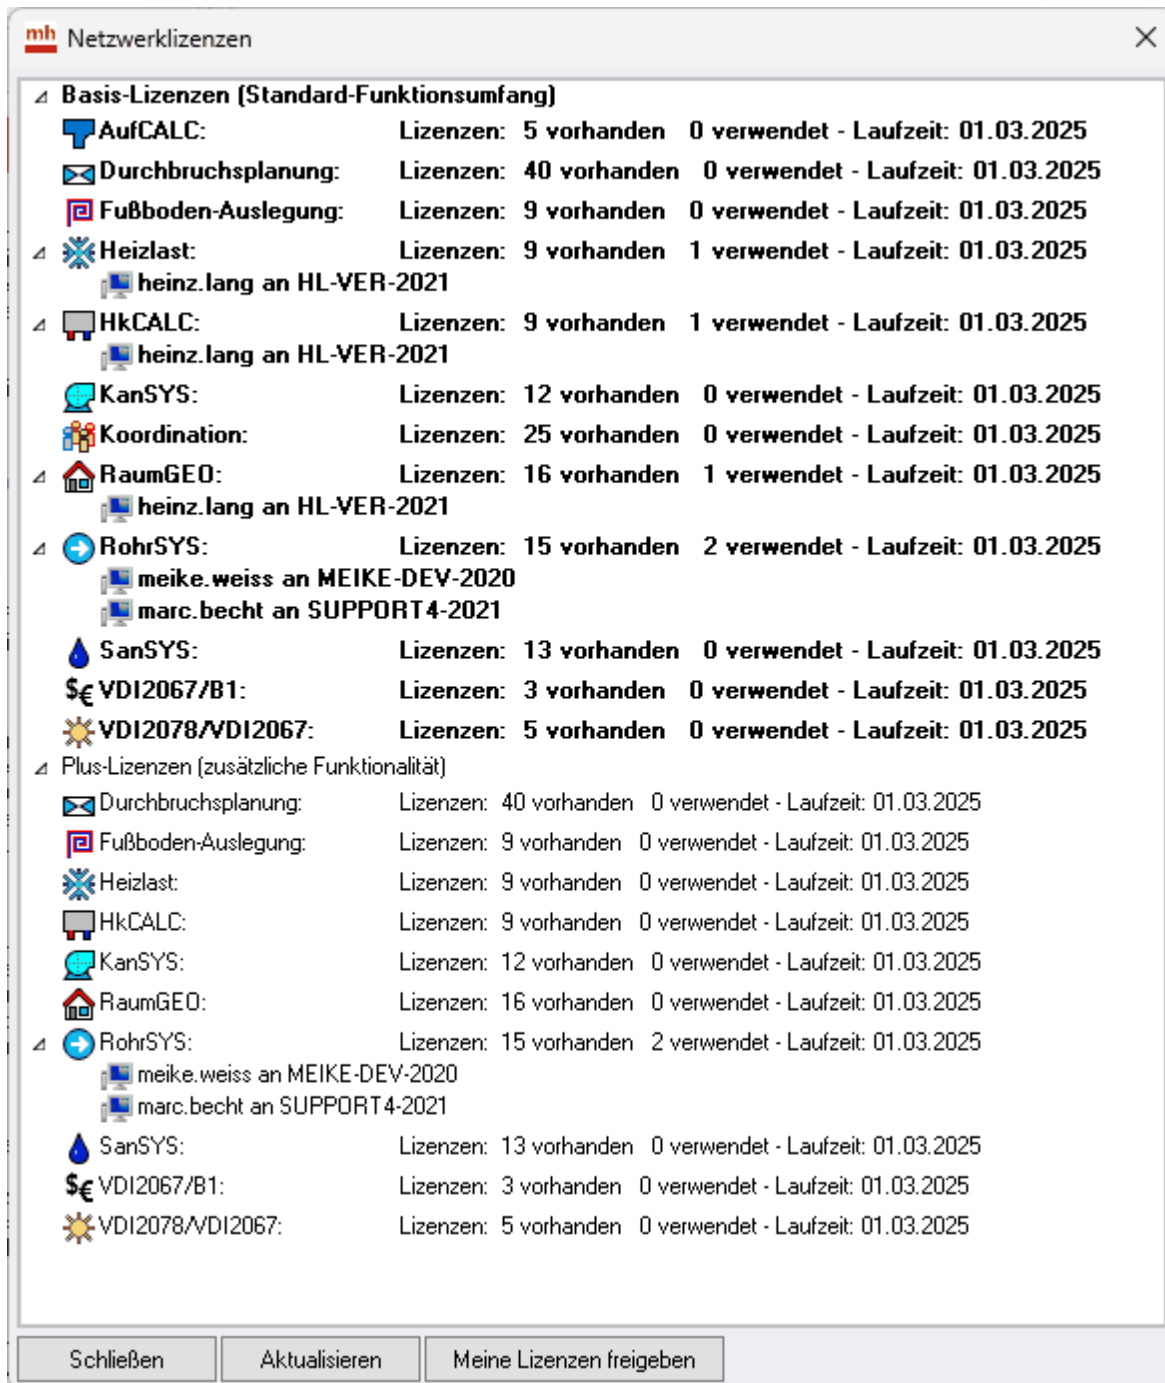 mh Netzwerklizenzen
Basis-Lizenzen (Standard-Funktionsumfang)
AufCALC: Lizenzen: 5 vorhanden 0 verwendet - Laufzeit: 01.03.2025
Durchbruchsplanung: Lizenzen: 40 vorhanden 0 verwendet - Laufzeit: 01.03.2025
Fußboden-Auslegung: Lizenzen: 9 vorhanden 0 verwendet - Laufzeit: 01.03.2025
Heizlast: Lizenzen: 9 vorhanden 1 verwendet - Laufzeit: 01.03.2025
heinz.lang an HL-VER-2021
HkCALC: Lizenzen: 9 vorhanden 1 verwendet - Laufzeit: 01.03.2025
heinz.lang an HL-VER-2021
KanSYS: Lizenzen: 12 vorhanden 0 verwendet - Laufzeit: 01.03.2025
Koordination: Lizenzen: 25 vorhanden 0 verwendet - Laufzeit: 01.03.2025
RaumGEO: Lizenzen: 16 vorhanden 1 verwendet - Laufzeit: 01.03.2025
heinz.lang an HL-VER-2021
RohrSYS: Lizenzen: 15 vorhanden 2 verwendet - Laufzeit: 01.03.2025
meike.weiss an MEIKE-DEV-2020
marc.becht an SUPPORT4-2021
SanSYS: Lizenzen: 13 vorhanden 0 verwendet - Laufzeit: 01.03.2025
$€ VDI2067/B1: Lizenzen: 3 vorhanden 0 verwendet - Laufzeit: 01.03.2025
VDI2078/VDI2067: Lizenzen: 5 vorhanden 0 verwendet - Laufzeit: 01.03.2025
Plus-Lizenzen (zusätzliche Funktionalität)
Durchbruchsplanung: Lizenzen: 40 vorhanden 0 verwendet - Laufzeit: 01.03.2025
Fußboden-Auslegung: Lizenzen: 9 vorhanden 0 verwendet - Laufzeit: 01.03.2025
Heizlast: Lizenzen: 9 vorhanden 0 verwendet - Laufzeit: 01.03.2025
HkCALC: Lizenzen: 9 vorhanden 0 verwendet - Laufzeit: 01.03.2025
KanSYS: Lizenzen: 12 vorhanden 0 verwendet - Laufzeit: 01.03.2025
RaumGEO: Lizenzen: 16 vorhanden 0 verwendet - Laufzeit: 01.03.2025
RohrSYS: Lizenzen: 15 vorhanden 2 verwendet - Laufzeit: 01.03.2025
meike.weiss an MEIKE-DEV-2020
marc.becht an SUPPORT4-2021
SanSYS: Lizenzen: 13 vorhanden 0 verwendet - Laufzeit: 01.03.2025
$€ VDI2067/B1: Lizenzen: 3 vorhanden 0 verwendet - Laufzeit: 01.03.2025
VDI2078/VDI2067: Lizenzen: 5 vorhanden 0 verwendet - Laufzeit: 01.03.2025
Schließen Aktualisieren Meine Lizenzen freigeben